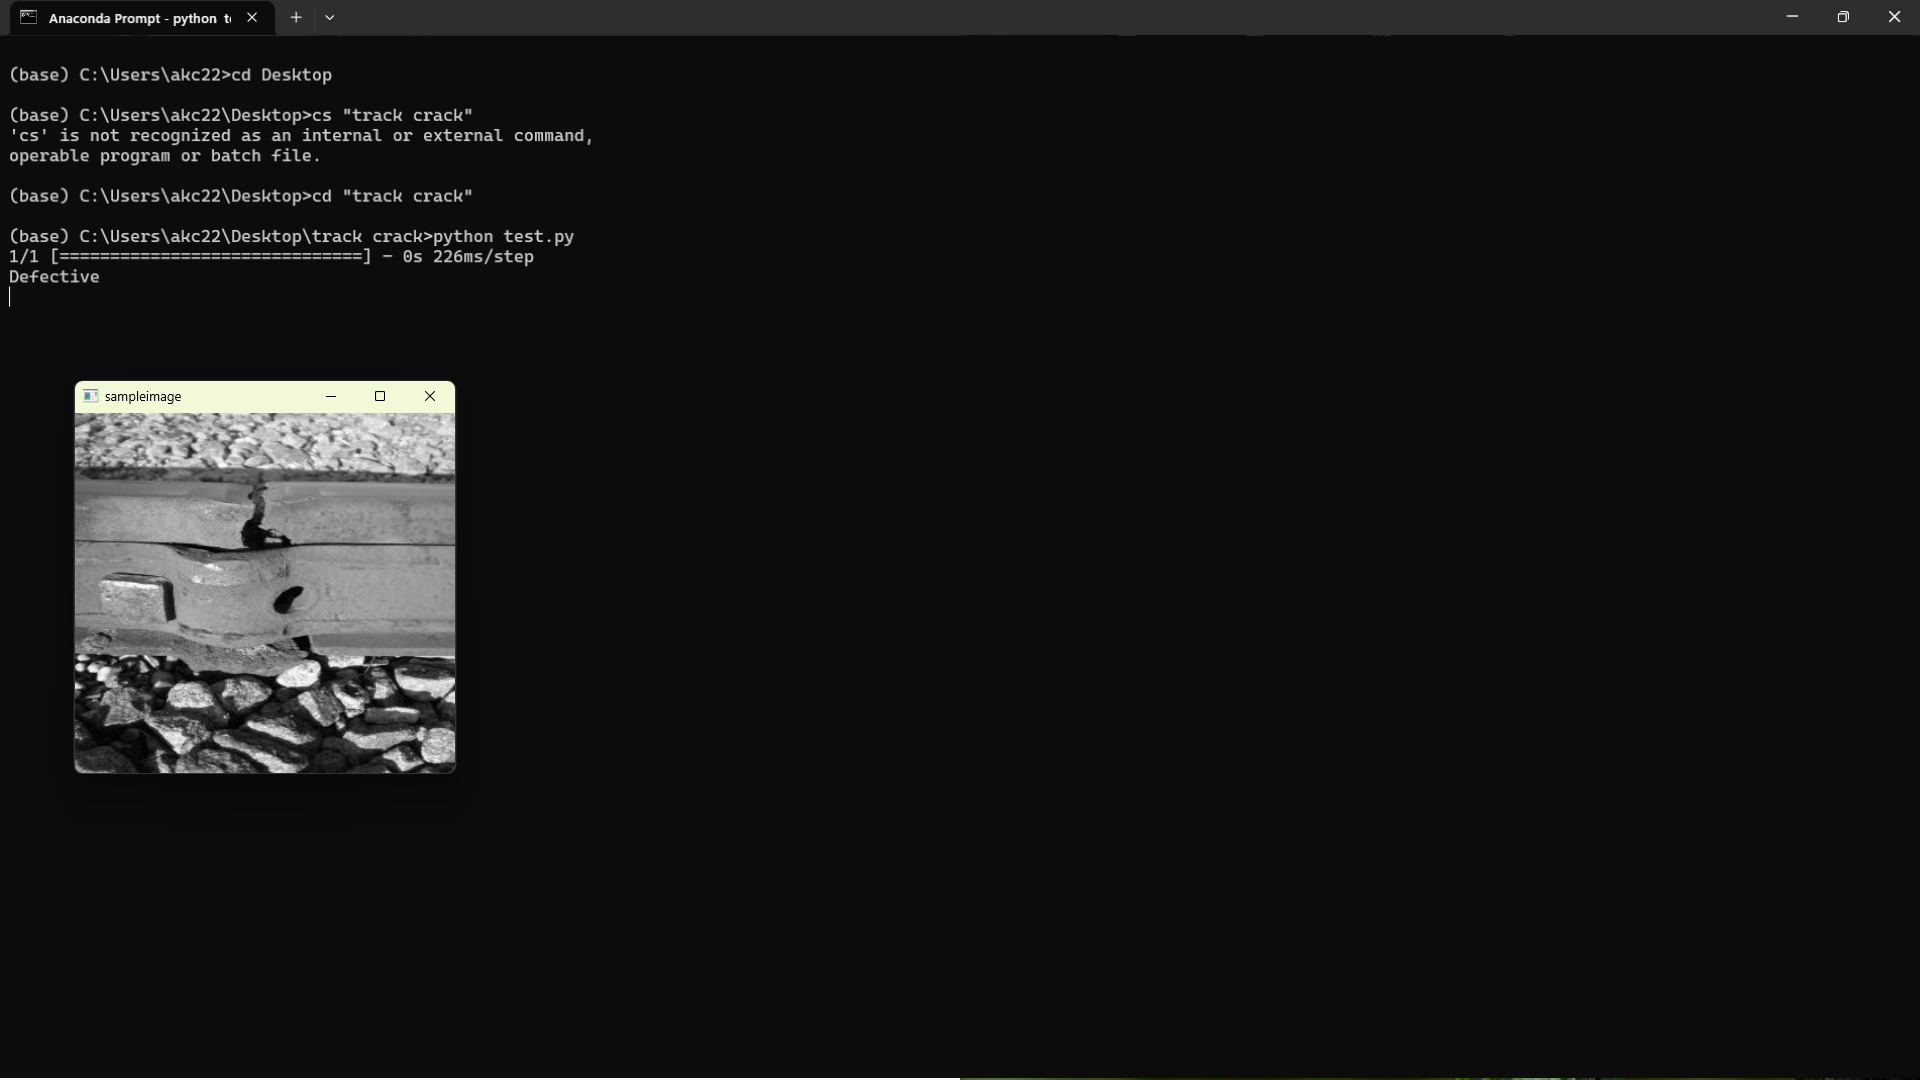 Anaconda Prompt - python t
(base) C:\Users\akc22>cd Desktop
(base) C:\Users\akc22\Desktop>cs "track crack"
'cs' is not recognized as an internal or external command,
operable program or batch file.
(base) C:\Users\akc22\Desktop>cd "track crack"
(base) C:\Users\akc22\Desktop\track crack>python test.py
1/1 [==============================] - 0s 226ms/step
Defective
sampleimage